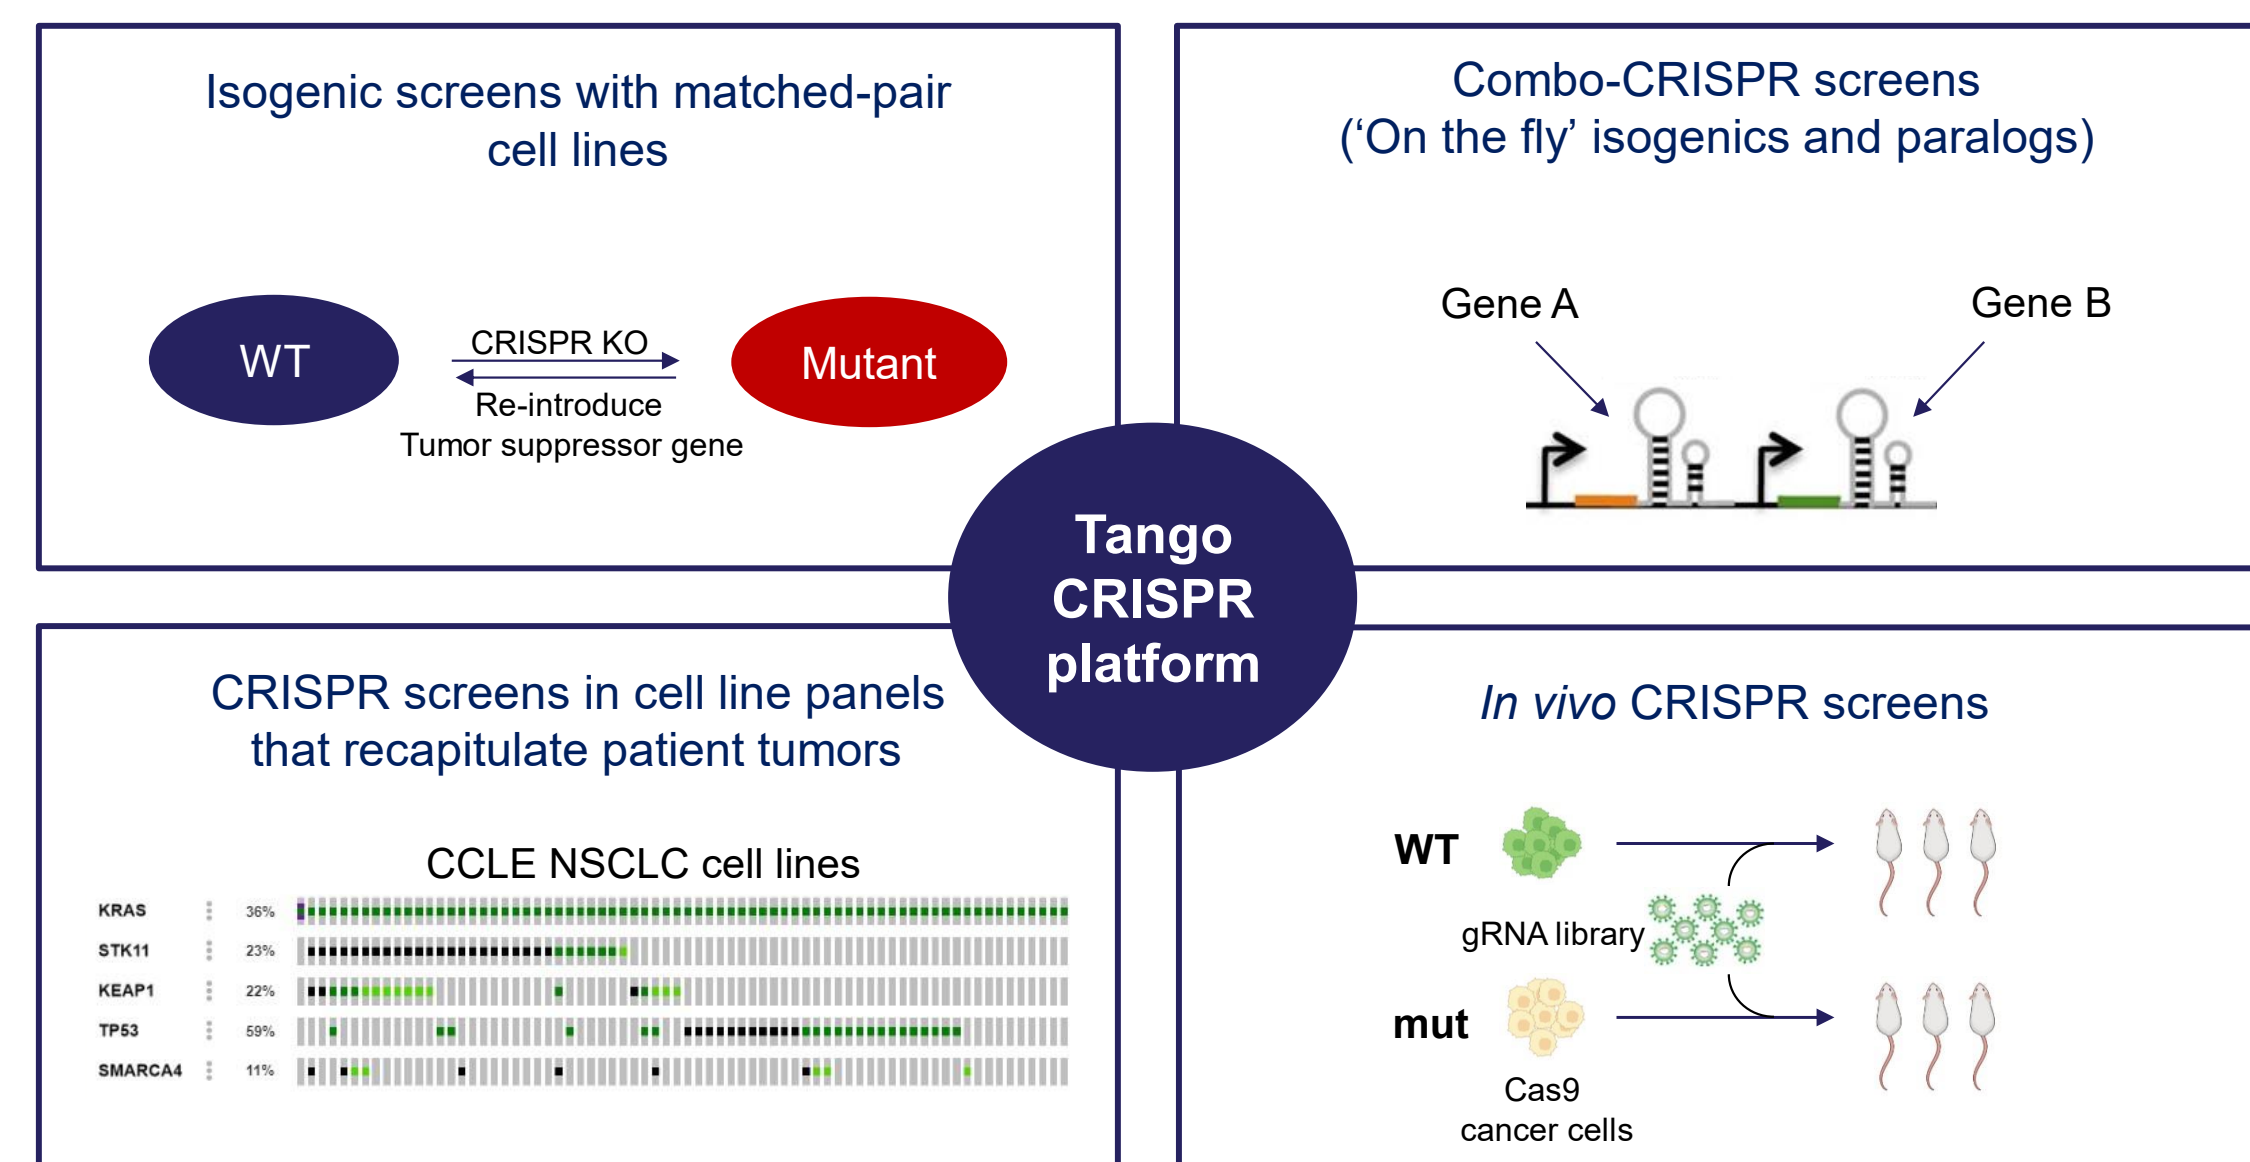 Isogenic screens with matched-pair
cell lines
WT
CRISPR KO
Re-introduce
Tumor suppressor gene
Mutant
Combo-CRISPR screens
(‘On the fly’ isogenics and paralogs)
Gene A
Gene B
Tango
CRISPR
platform
CRISPR screens in cell line panels
that recapitulate patient tumors
CCLE NSCLC cell lines
KRAS 36%
STK11 23%
KEAP1 22%
TP53 59%
SMARCA4 11%
In vivo CRISPR screens
WT
gRNA library
mut
Cas9
cancer cells